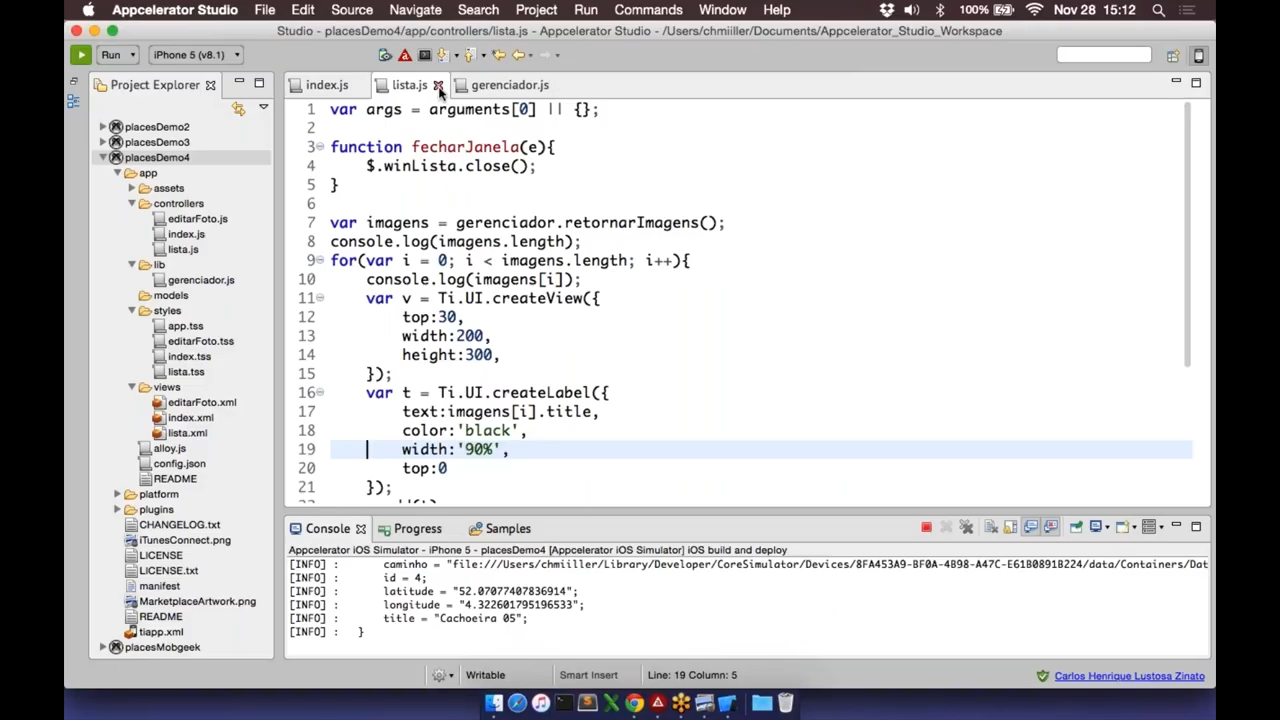 Appcelerator Studio File Edit Source Navigate Search Project Run Commands Window Help 100% Nov 28 15:12
Studio - placesDemo4/app/controllers/lista.js - Appcelerator Studio - /Users/chmiiller/Documents/Appcelerator_Studio_Workspace
Run iPhone 5 (v8.1)
Project Explorer
index.js lista.js gerenciador.js
placesDemo2
placesDemo3
placesDemo4
app
assets
controllers
editarFoto.js
index.js
lista.js
lib
gerenciador.js
models
styles
app.tss
editarFoto.tss
index.tss
lista.tss
views
editarFoto.xml
index.xml
lista.xml
alloy.js
config.json
README
platform
plugins
CHANGELOG.txt
iTunesConnect.png
LICENSE
LICENSE.txt
manifest
MarketplaceArtwork.png
README
tiapp.xml
placesMobgeek
1 var args = arguments[0] || {};
2
3 function fecharJanela(e){
4 $.winLista.close();
5 }
6
7 var imagens = gerenciador.retornarImagens();
8 console.log(imagens.length);
9 for(var i = 0; i < imagens.length; i++){
10 console.log(imagens[i]);
11 var v = Ti.UI.createView({
12 top:30,
13 width:200,
14 height:300,
15 });
16 var t = Ti.UI.createLabel({
17 text:imagens[i].title,
18 color:'black',
19 width:'90%',
20 top:0
21 });
Console Progress Samples
Appcelerator iOS Simulator - iPhone 5 - placesDemo4 [Appcelerator iOS Simulator] iOS build and deploy
[INFO] : caminho = "file:///Users/chmiiller/Library/Developer/CoreSimulator/Devices/8FA453A9-BF0A-4B98-A47C-E61B0891B224/data/Containers/Dat
[INFO] : id = 4;
[INFO] : latitude = "52.07077407836914";
[INFO] : longitude = "4.322601795196533";
[INFO] : title = "Cachoeira 05";
[INFO] : }
Writable Smart Insert Line: 19 Column: 5 Carlos Henrique Lustosa Zinato